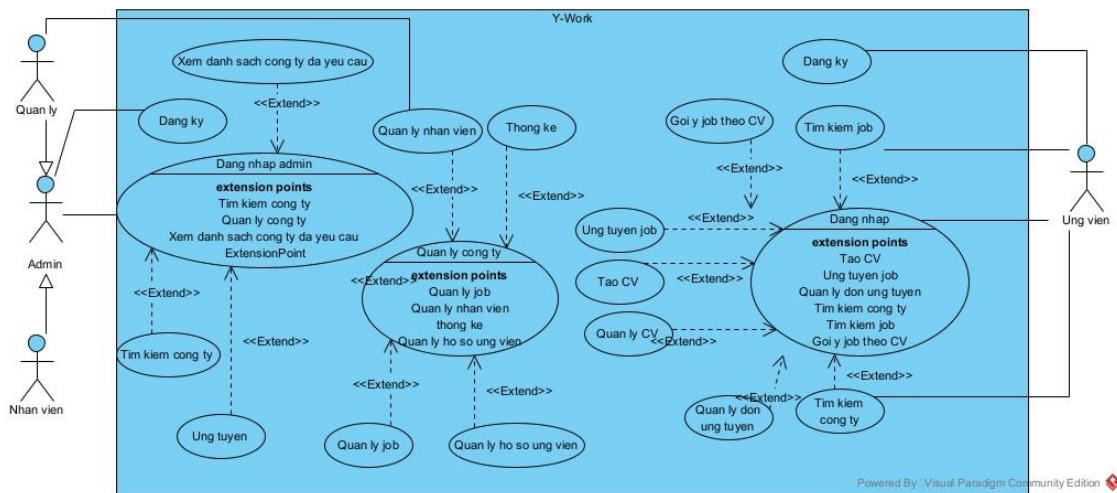 Y-Work
Quan ly
Admin
Nhan vien
Ung vien
Xem danh sach cong ty da yeu cau
<<Extend>>
Dang ky
Dang nhap admin
extension points
Tim kiem cong ty
Quan ly cong ty
Xem danh sach cong ty da yeu cau
ExtensionPoint
<<Extend>>
Tim kiem cong ty
<<Extend>>
Ung tuyen
Quan ly nhan vien
<<Extend>>
Thong ke
<<Extend>>
Quan ly cong ty
extension points
Quan ly job
Quan ly nhan vien
thong ke
Quan ly ho so ung vien
<<Extend>>
<<Extend>>
Quan ly job
<<Extend>>
Quan ly ho so ung vien
Dang ky
Goi y job theo CV
<<Extend>>
Tim kiem job
<<Extend>>
Ung tuyen job
<<Extend>>
Tao CV
<<Extend>>
Quan ly CV
<<Extend>>
Dang nhap
extension points
Tao CV
Ung tuyen job
Quan ly don ung tuyen
Tim kiem cong ty
Tim kiem job
Goi y job theo CV
<<Extend>>
Quan ly don
ung tuyen
<<Extend>>
Tim kiem
cong ty
Powered By Visual Paradigm Community Edition